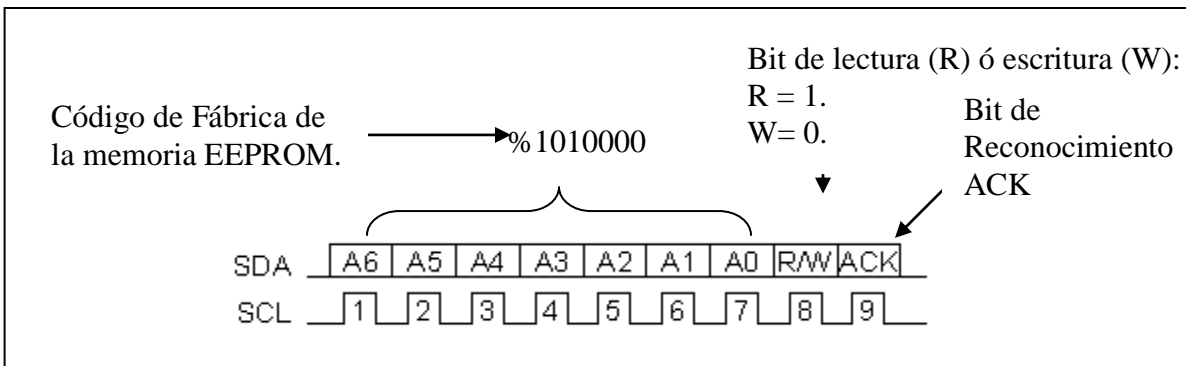 Bit de lectura (R) ó escritura (W):
R = 1.
W= 0.
Código de Fábrica de
la memoria EEPROM.
%1010000
Bit de
Reconocimiento
ACK
SDA A6 A5 A4 A3 A2 A1 A0 R/W ACK
SCL 1 2 3 4 5 6 7 8 9